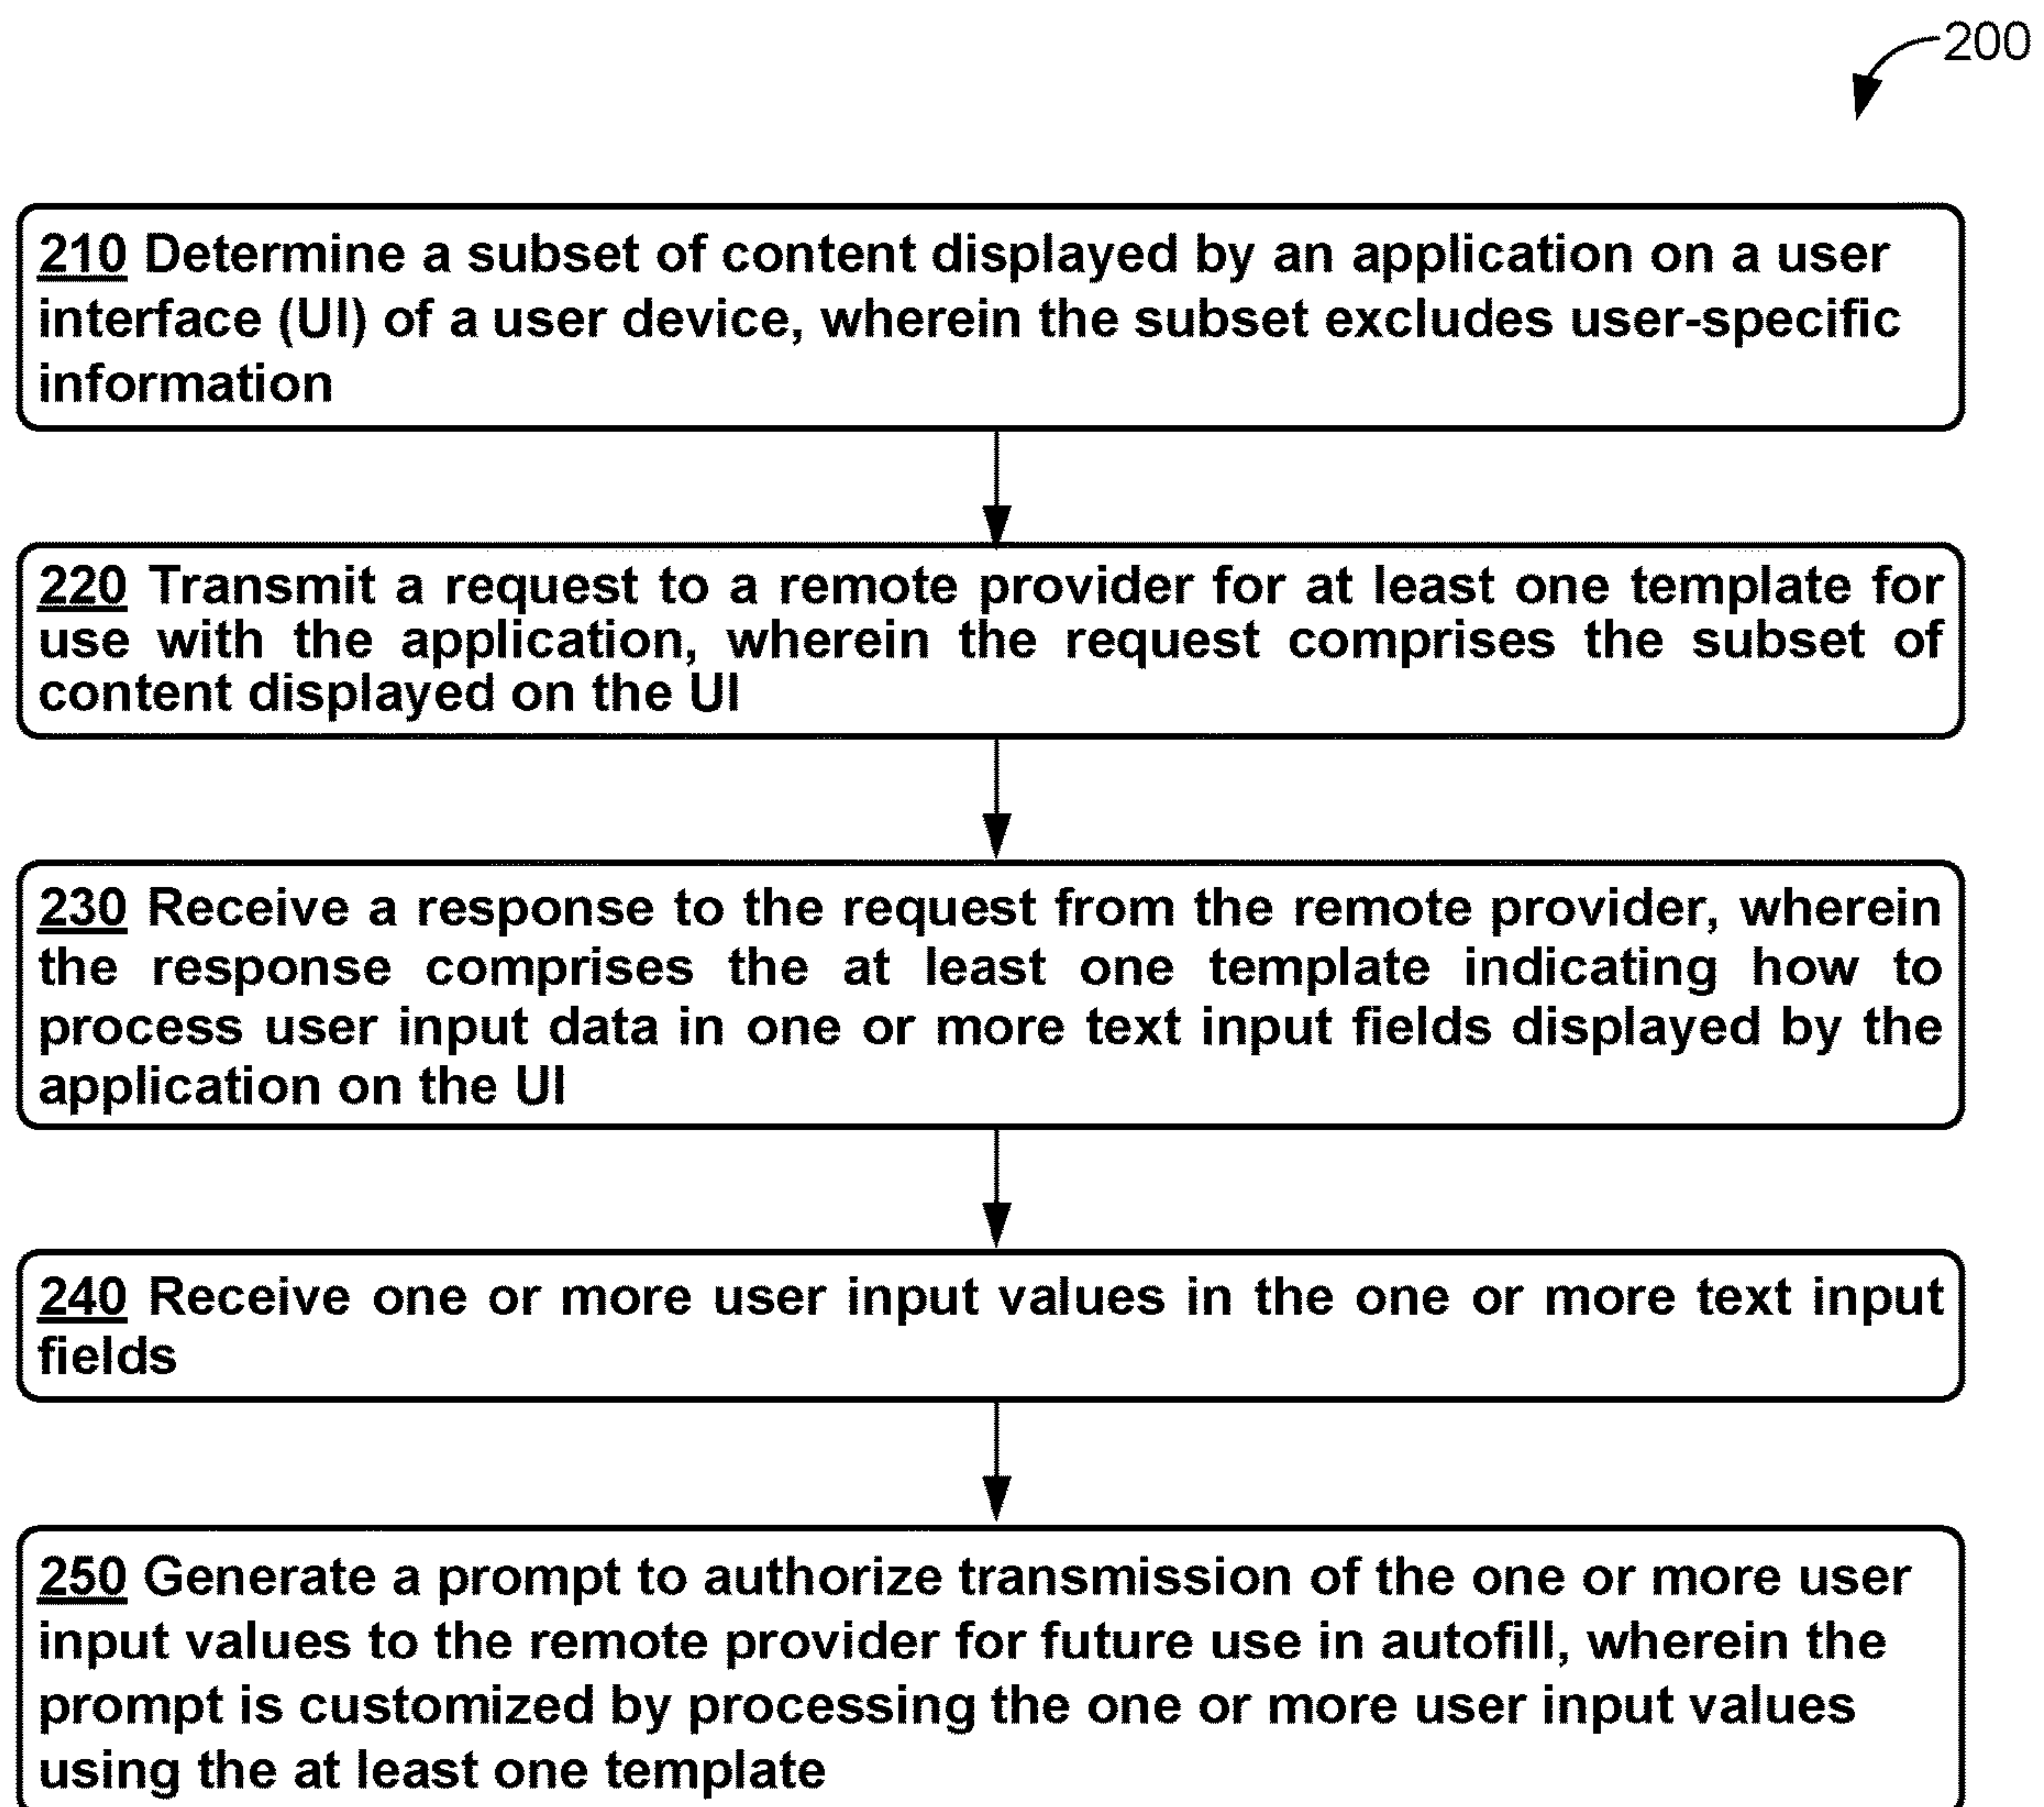 200
210 Determine a subset of content displayed by an application on a user
interface (UI) of a user device, wherein the subset excludes user-specific
information
220 Transmit a request to a remote provider for at least one template for
use with the application, wherein the request comprises the subset of
content displayed on the UI
230 Receive a response to the request from the remote provider, wherein
the response comprises the at least one template indicating how to
process user input data in one or more text input fields displayed by the
application on the UI
240 Receive one or more user input values in the one or more text input
fields
250 Generate a prompt to authorize transmission of the one or more user
input values to the remote provider for future use in autofill, wherein the
prompt is customized by processing the one or more user input values
using the at least one template